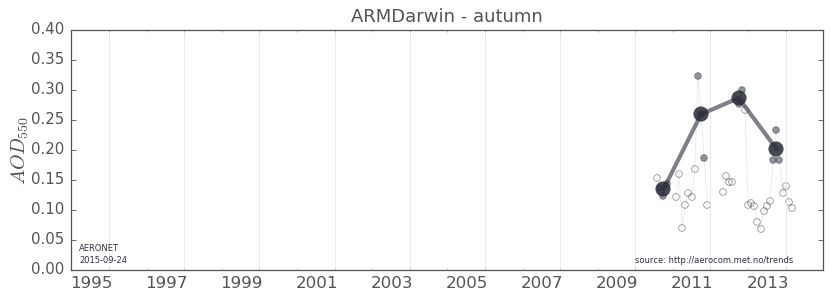 ARMDarwin - autumn
0.40
0.35
0.30
0.25
0.20
0.15
0.10
0.05
0.00
AOD550
AERONET
2015-09-24
source: http://aerocom.met.no/trends
1995 1997 1999 2001 2003 2005 2007 2009 2011 2013